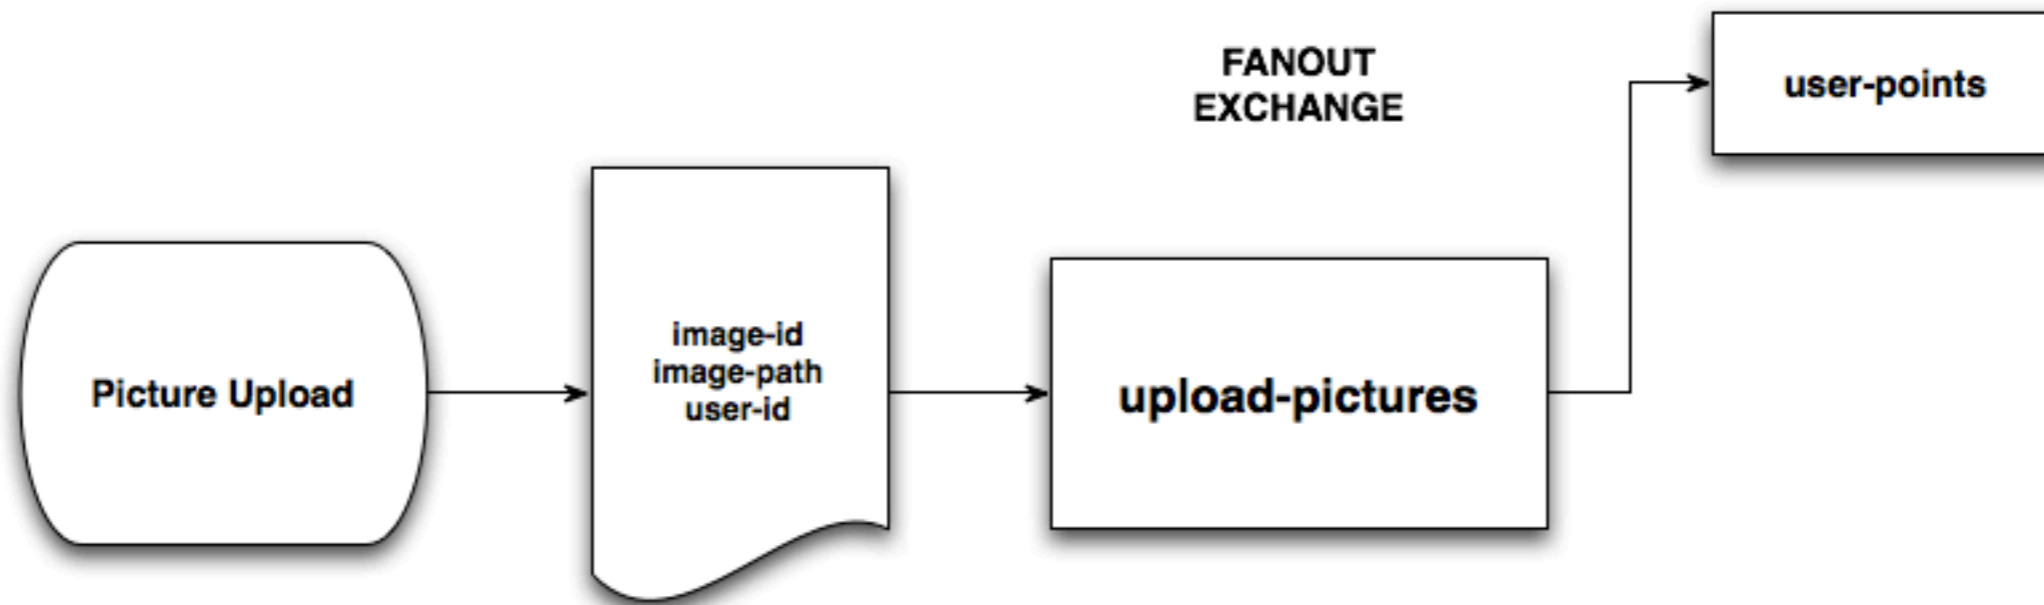 Picture Upload
image-id
image-path
user-id
FANOUT
EXCHANGE
upload-pictures
user-points